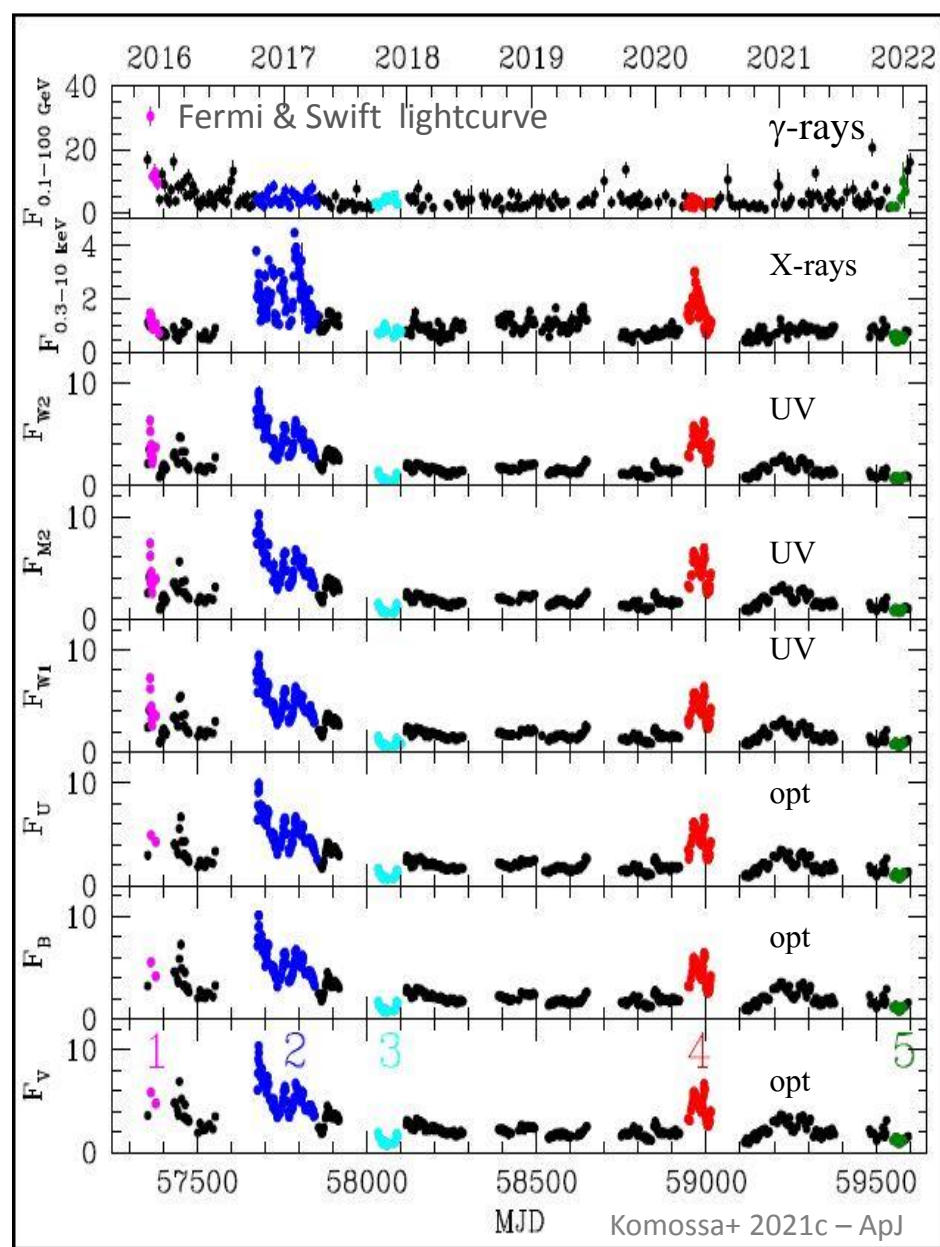 2016 2017 2018 2019 2020 2021 2022
40
Fermi & Swift lightcurve
γ-rays
20
0
F0.1−100 GeV
4
X-rays
2
0
F0.3−10 keV
10
UV
0
FW2
10
UV
0
FM2
10
UV
0
FW1
10
opt
0
FU
10
opt
0
FB
1 2 3 4 5
10
opt
0
FV
57500 58000 58500 59000 59500
MJD
Komossa+ 2021c – ApJ